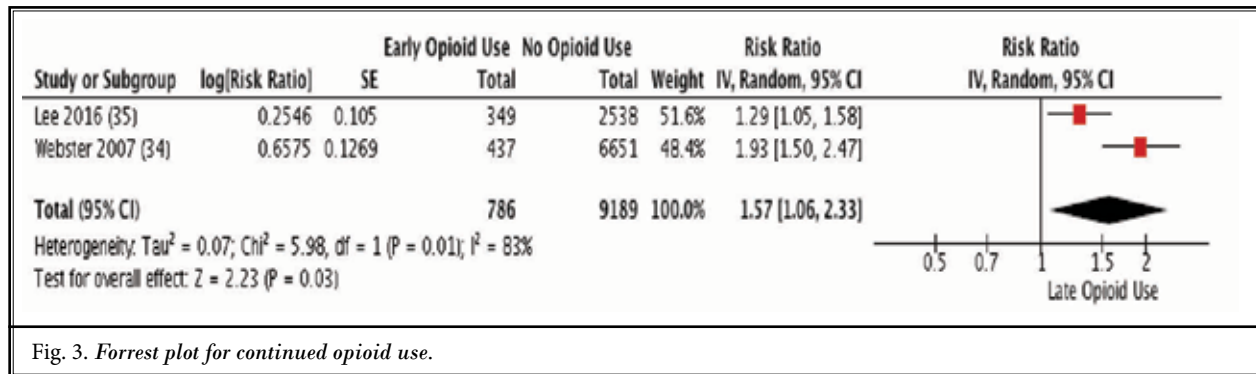 Early Opioid Use No Opioid Use Risk Ratio Risk Ratio
Study or Subgroup log[Risk Ratio] SE Total Total Weight IV, Random, 95% CI IV, Random, 95% CI
Lee 2016 (35) 0.2546 0.105 349 2538 51.6% 1.29 [1.05, 1.58]
Webster 2007 (34) 0.6575 0.1269 437 6651 48.4% 1.93 [1.50, 2.47]
Total (95% CI) 786 9189 100.0% 1.57 [1.06, 2.33]
Heterogeneity: Tau² = 0.07; Chi² = 5.98, df = 1 (P = 0.01); I² = 83%
Test for overall effect: Z = 2.23 (P = 0.03)
0.5 0.7 1 1.5 2
Late Opioid Use
Fig. 3. Forrest plot for continued opioid use.